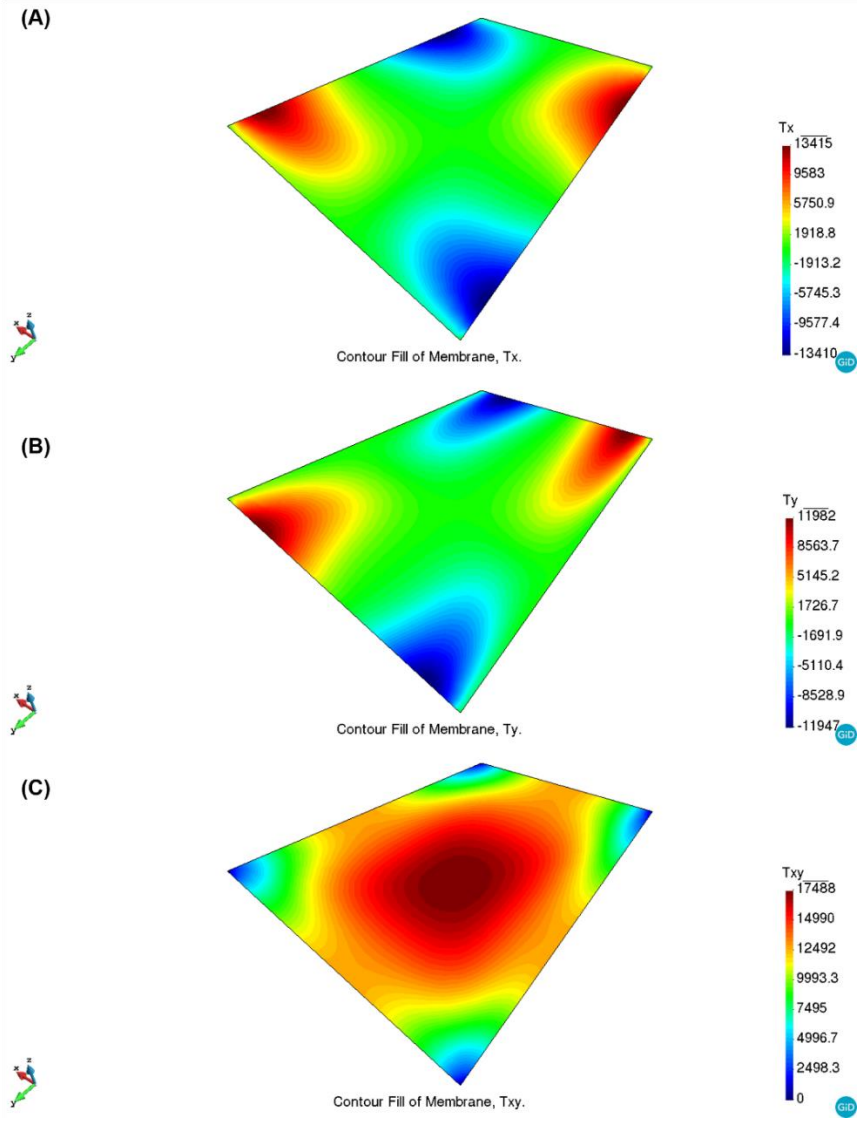 (A)
Tx
13415
9583
5750.9
1918.8
-1913.2
-5745.3
-9577.4
-13410
x
z
y
GiD
Contour Fill of Membrane, Tx.
(B)
Ty
11982
8563.7
5145.2
1726.7
-1691.9
-5110.4
-8528.9
-11947
x
z
y
GiD
Contour Fill of Membrane, Ty.
(C)
Txy
17488
14990
12492
9993.3
7495
4996.7
2498.3
0
x
z
y
GiD
Contour Fill of Membrane, Txy.